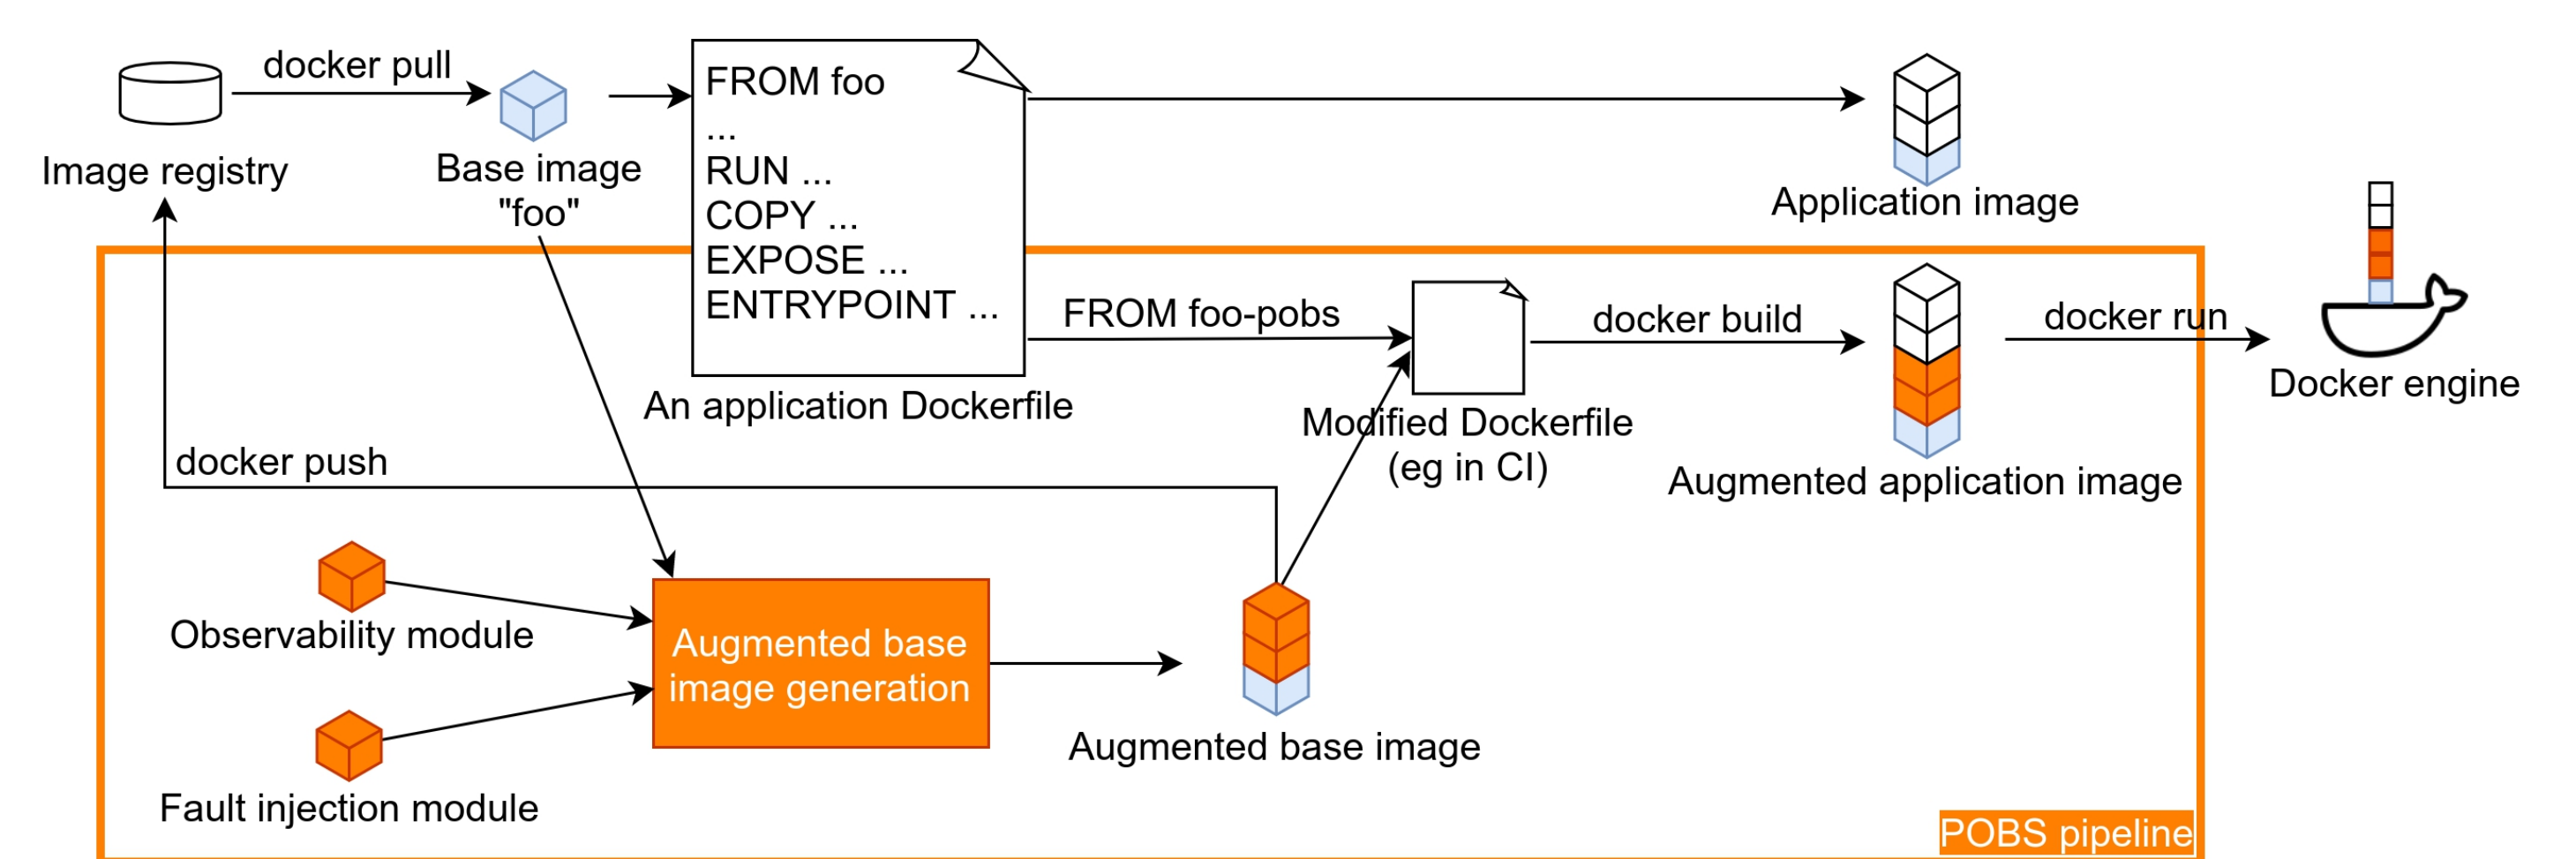 docker pull
Image registry
Base image
"foo"
FROM foo
...
RUN ...
COPY ...
EXPOSE ...
ENTRYPOINT ...
An application Dockerfile
Application image
FROM foo-pobs
Modified Dockerfile
(eg in CI)
docker build
Augmented application image
docker run
Docker engine
docker push
Observability module
Fault injection module
Augmented base
image generation
Augmented base image
POBS pipeline